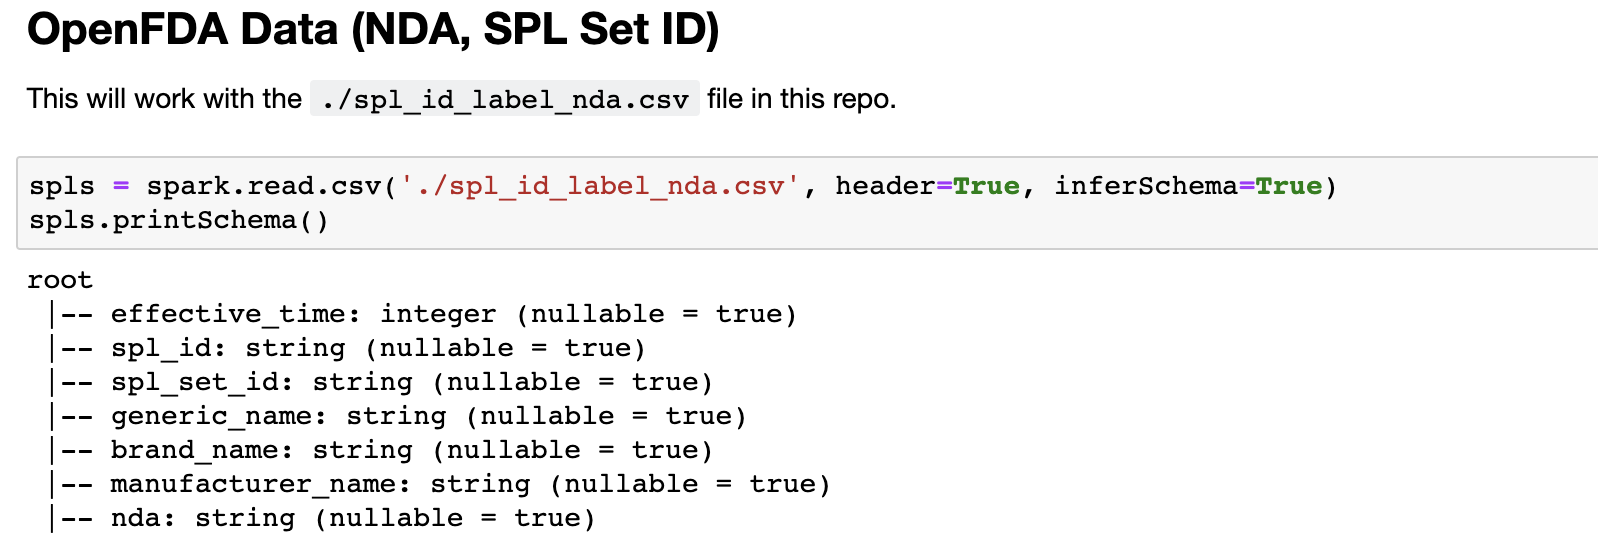 OpenFDA Data (NDA, SPL Set ID)
This will work with the ./spl_id_label_nda.csv file in this repo.
spls = spark.read.csv('./spl_id_label_nda.csv', header=True, inferSchema=True)
spls.printSchema()
root
 |-- effective_time: integer (nullable = true)
 |-- spl_id: string (nullable = true)
 |-- spl_set_id: string (nullable = true)
 |-- generic_name: string (nullable = true)
 |-- brand_name: string (nullable = true)
 |-- manufacturer_name: string (nullable = true)
 |-- nda: string (nullable = true)